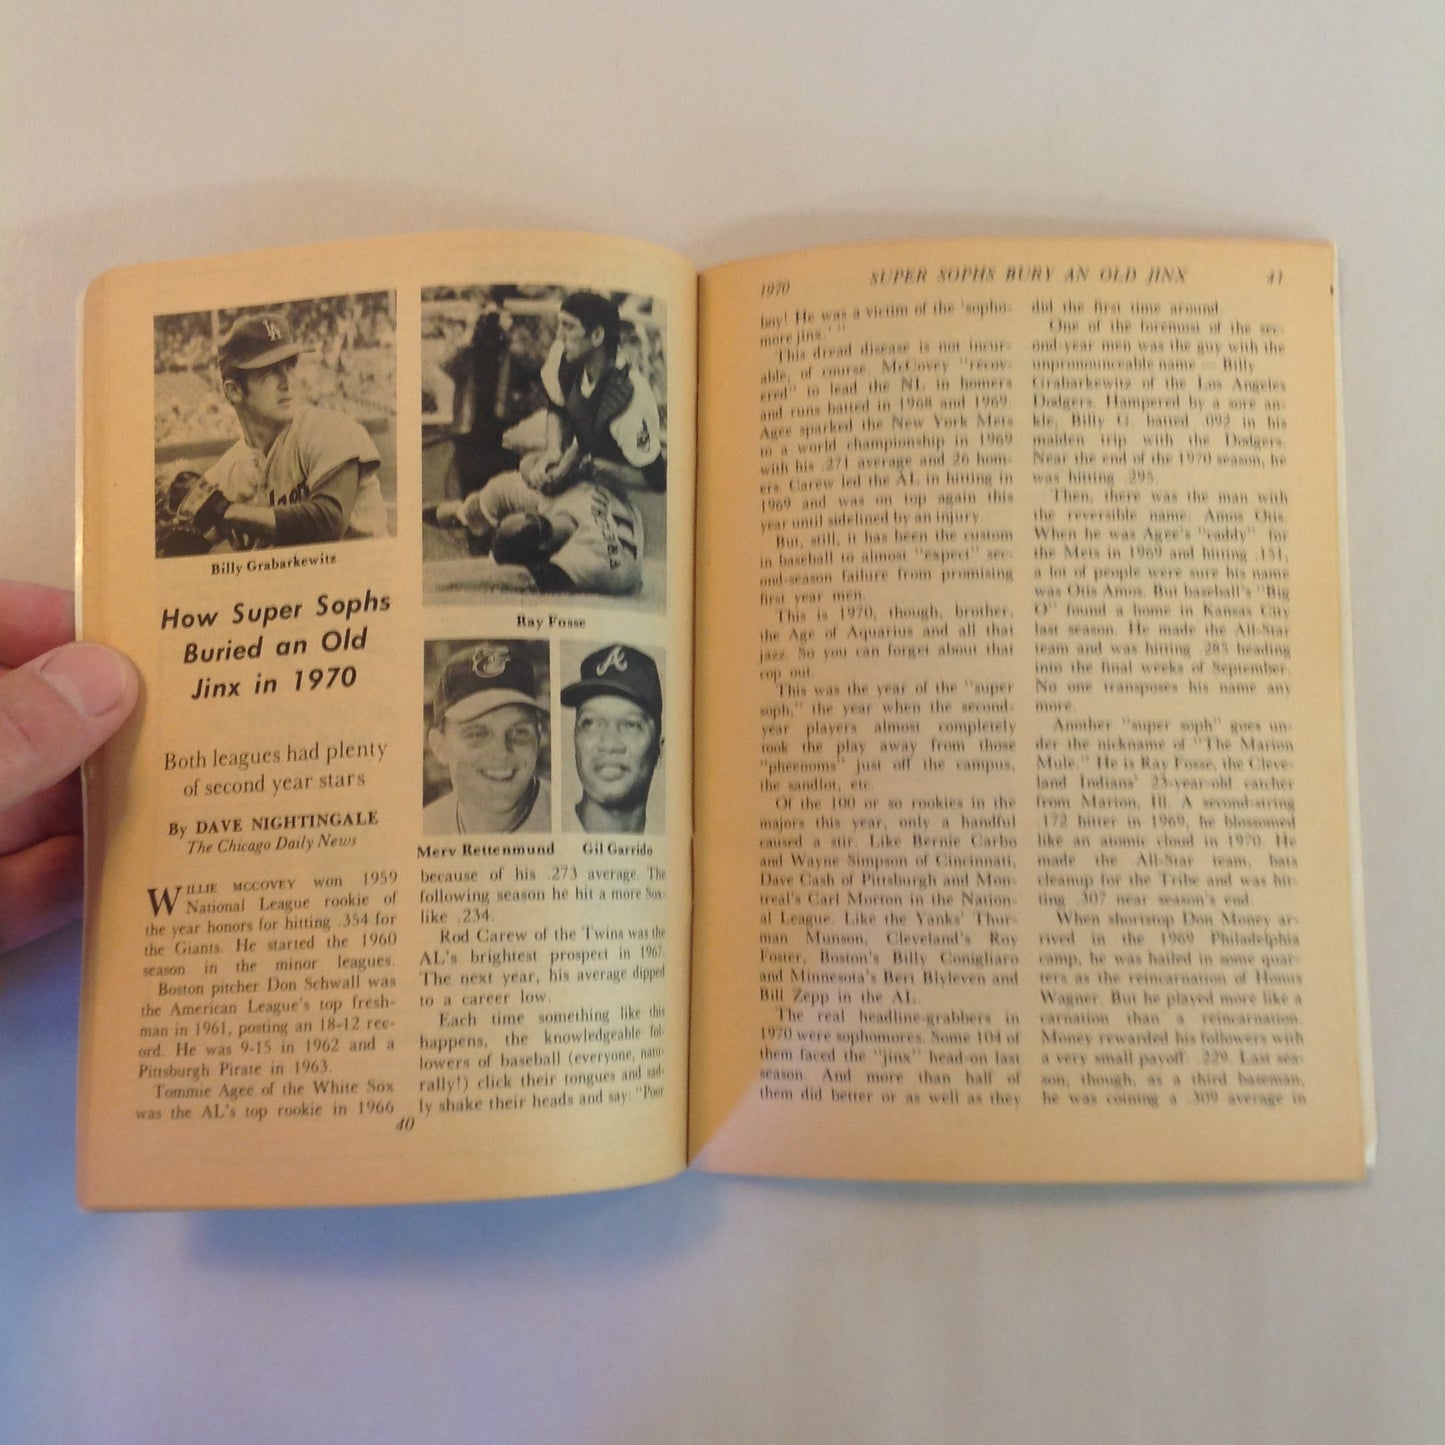 LA
Billy Grabarkewitz
How Super Sophs
Buried an Old
Jinx in 1970
Both leagues had plenty
of second year stars
By DAVE NIGHTINGALE
The Chicago Daily News
WILLIE MCCOVEY won 1959
National League rookie of
the year honors for hitting .354 for
the Giants. He started the 1960
season in the minor leagues.
Boston pitcher Don Schwall was
the American League's top fresh-
man in 1961, posting an 18-12 rec-
ord. He was 9-15 in 1962 and a
Pittsburgh Pirate in 1963.
Tommie Agee of the White Sox
was the AL's top rookie in 1966
Ray Fosse
A
Merv Rettenmund Gil Garrido
because of his .273 average. The
following season he hit a more Sox-
like .234.
Rod Carew of the Twins was the
AL's brightest prospect in 1967.
The next year, his average dipped
to a career low.
Each time something like this
happens, the knowledgeable fol-
lowers of baseball (everyone, natu-
rally!) click their tongues and sad-
ly shake their heads and say: "Poor
40
1970 SUPER SOPHS BURY AN OLD JINX 41
boy! He was a victim of the 'sopho-
more jinx.' "
This dread disease is not incur-
able, of course. McCovey "recov-
ered" to lead the NL in homers
and runs batted in 1968 and 1969.
Agee sparked the New York Mets
to a world championship in 1969
with his .271 average and 26 hom-
ers. Carew led the AL in hitting in
1969 and was on top again this
year until sidelined by an injury.
But, still, it has been the custom
in baseball to almost "expect" sec-
ond-season failure from promising
first year men.
This is 1970, though, brother,
the Age of Aquarius and all that
jazz. So you can forget about that
cop out.
This was the year of the "super
soph," the year when the second-
year players almost completely
took the play away from those
"pheenoms" just off the campus,
the sandlot, etc.
Of the 100 or so rookies in the
majors this year, only a handful
caused a stir. Like Bernie Carbo
and Wayne Simpson of Cincinnati,
Dave Cash of Pittsburgh and Mon-
treal's Carl Morton in the Nation-
al League. Like the Yanks' Thur-
man Munson, Cleveland's Roy
Foster, Boston's Billy Conigliaro
and Minnesota's Bert Blyleven and
Bill Zepp in the AL.
The real headline-grabbers in
1970 were sophomores. Some 104 of
them faced the "jinx" head-on last
season. And more than half of
them did better or as well as they
did the first time around.
One of the foremost of the sec-
ond-year men was the guy with the
unpronounceable name — Billy
Grabarkewitz of the Los Angeles
Dodgers. Hampered by a sore an-
kle, Billy G. batted .092 in his
maiden trip with the Dodgers.
Near the end of the 1970 season, he
was hitting .295.
Then, there was the man with
the reversible name: Amos Otis.
When he was Agee's "caddy" for
the Mets in 1969 and hitting .151,
a lot of people were sure his name
was Otis Amos. But baseball's "Big
O" found a home in Kansas City
last season. He made the All-Star
team and was hitting .285 heading
into the final weeks of September.
No one transposes his name any
more.
Another "super soph" goes un-
der the nickname of "The Marion
Mule." He is Ray Fosse, the Cleve-
land Indians' 23-year-old catcher
from Marion, Ill. A second-string
.172 hitter in 1969, he blossomed
like an atomic cloud in 1970. He
made the All-Star team, bats
cleanup for the Tribe and was hit-
ting .307 near season's end.
When shortstop Don Money ar-
rived in the 1969 Philadelphia
camp, he was hailed in some quar-
ters as the reincarnation of Honus
Wagner. But he played more like a
carnation than a reincarnation.
Money rewarded his followers with
a very small payoff: .229. Last sea-
son, though, as a third baseman,
he was coining a .309 average in